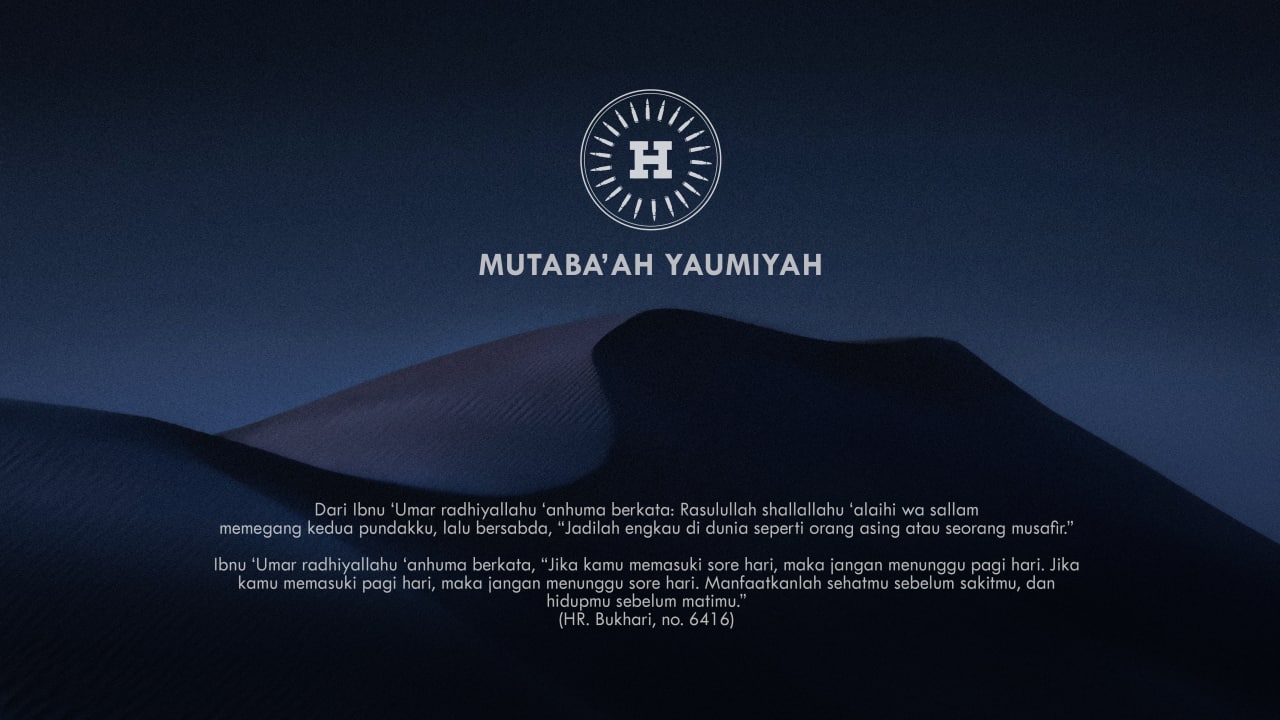 H
MUTABA’AH YAUMIYAH
Dari Ibnu ‘Umar radhiyallahu ‘anhuma berkata: Rasulullah shallallahu ‘alaihi wa sallam
memegang kedua pundakku, lalu bersabda, “Jadilah engkau di dunia seperti orang asing atau seorang musafir.”
Ibnu ‘Umar radhiyallahu ‘anhuma berkata, “Jika kamu memasuki sore hari, maka jangan menunggu pagi hari. Jika
kamu memasuki pagi hari, maka jangan menunggu sore hari. Manfaatkanlah sehatmu sebelum sakitmu, dan
hidupmu sebelum matimu.”
(HR. Bukhari, no. 6416)